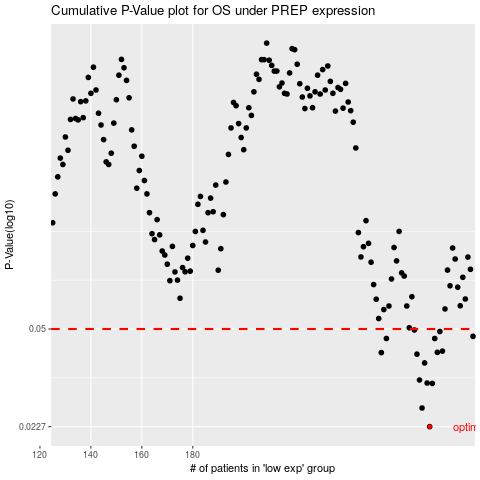 Cumulative P-Value plot for OS under PREP expression
P-Value(log10)
0.05
0.0227
optim
120 140 160 180
# of patients in 'low exp' group